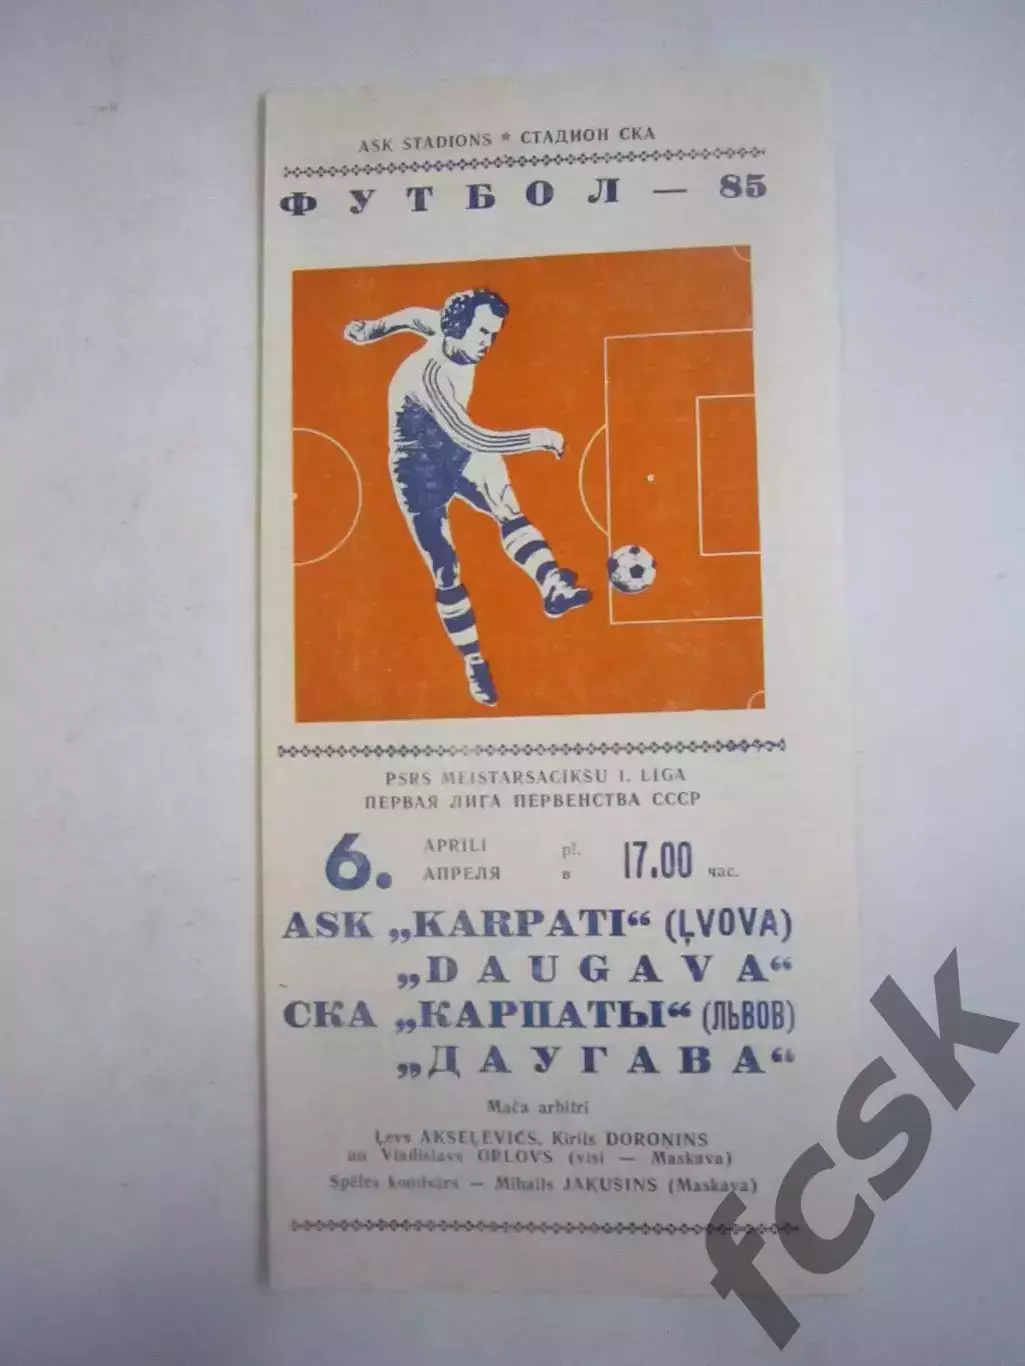 ASK STADIONS * СТАДИОН СКА
ФУТБОЛ — 85
PSRS MEISTARSACIKSU 1. LIGA
ПЕРВАЯ ЛИГА ПЕРВЕНСТВА СССР
6. APRILI pl. 17.00
АПРЕЛЯ в час.
ASK „KARPATI“ (ĻVOVA)
„DAUGAVA“
СКА „КАРПАТЫ“ (ЛЬВОВ)
„ДАУГАВА“
Mača arbitri
Ļevs AKSEĻEVIČS, Kirils DORONINS
un Vladislavs ORLOVS (visi — Maskava)
Spēles komisārs — Mihails JAKUŠINS (Maskava)
fcsk